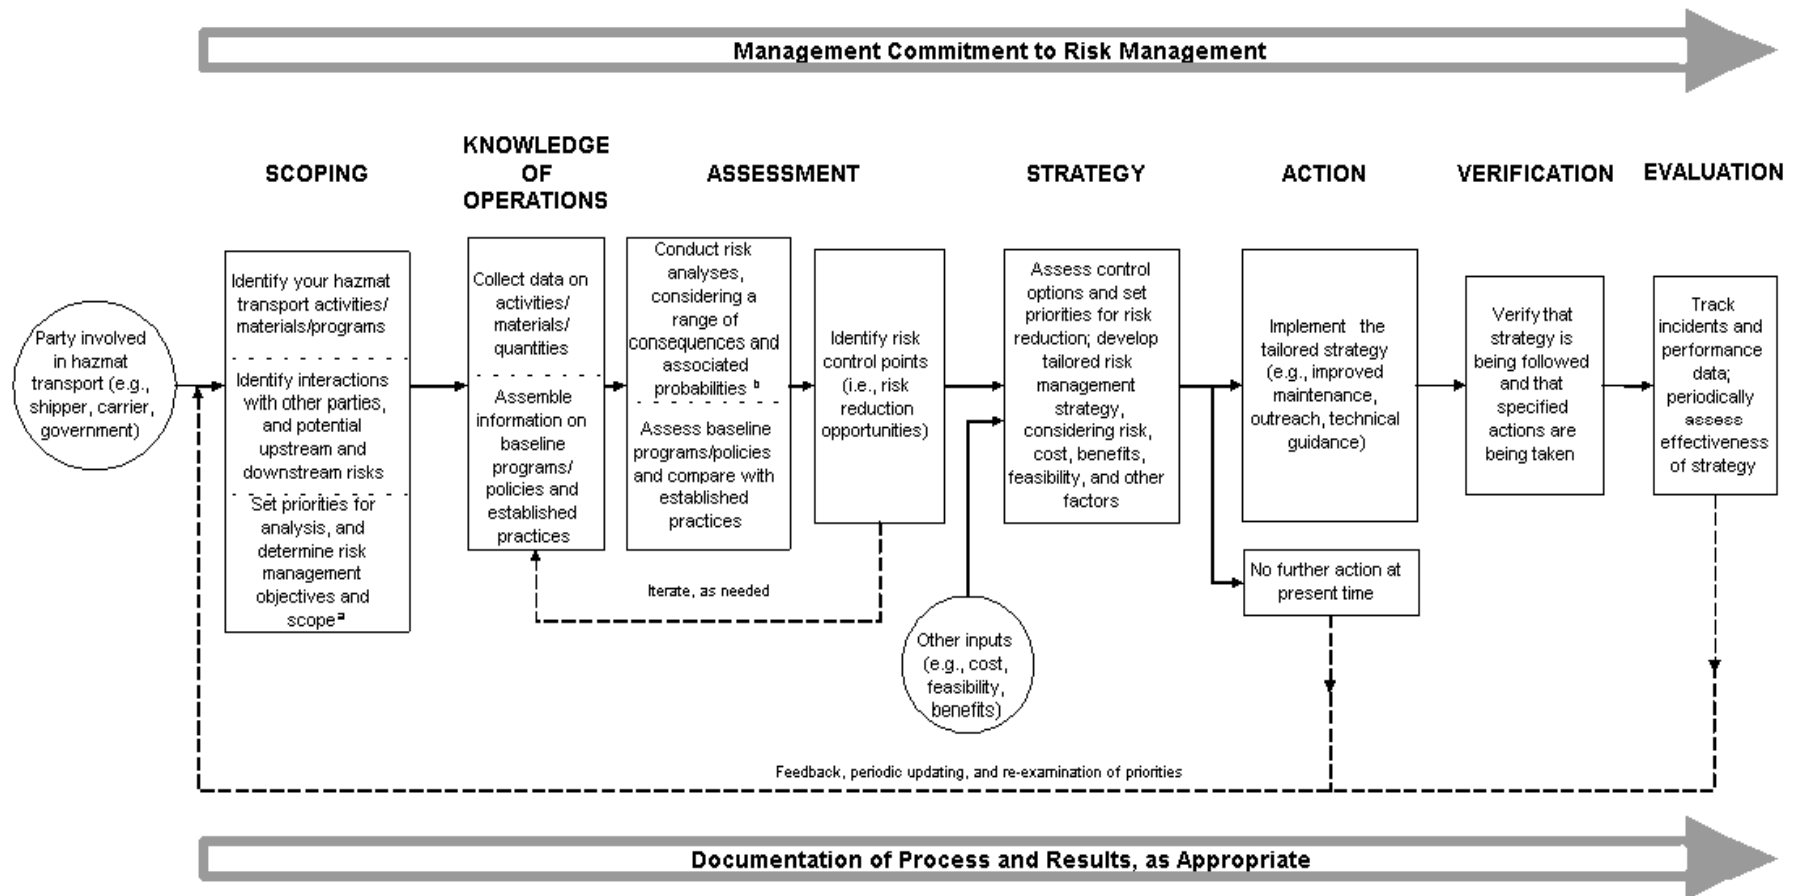 Management Commitment to Risk Management
SCOPING
KNOWLEDGE
OF
OPERATIONS
ASSESSMENT
STRATEGY
ACTION
VERIFICATION
EVALUATION
Party involved
in hazmat
transport (e.g.,
shipper, carrier,
government)
Identify your hazmat
transport activities/
materials/programs
Identify interactions
with other parties,
and potential
upstream and
downstream risks
Set priorities for
analysis, and
determine risk
management
objectives and
scope a
Collect data on
activities/
materials/
quantities
Assemble
information on
baseline
programs/
policies and
established
practices
Conduct risk
analyses,
considering a
range of
consequences and
associated
probabilities b
Assess baseline
programs/policies
and compare with
established
practices
Identify risk
control points
(i.e., risk
reduction
opportunities)
Iterate, as needed
Other inputs
(e.g., cost,
feasibility,
benefits)
Assess control
options and set
priorities for risk
reduction; develop
tailored risk
management
strategy,
considering risk,
cost, benefits,
feasibility, and other
factors
Implement the
tailored strategy
(e.g., improved
maintenance,
outreach, technical
guidance)
No further action at
present time
Verify that
strategy is
being followed
and that
specified
actions are
being taken
Track
incidents and
performance
data;
periodically
assess
effectiveness
of strategy
Feedback, periodic updating, and re-examination of priorities
Documentation of Process and Results, as Appropriate